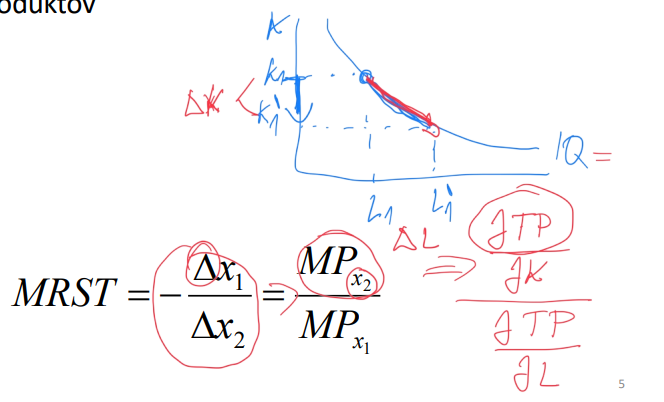 oduktov
K
K₁
ΔK
K₁'
IQ =
L₁ L₁'
ΔL
MRST = - Δx₁ / Δx₂ = MPₓ₂ / MPₓ₁
⇒ ∂TP / ∂K
∂TP / ∂L
5